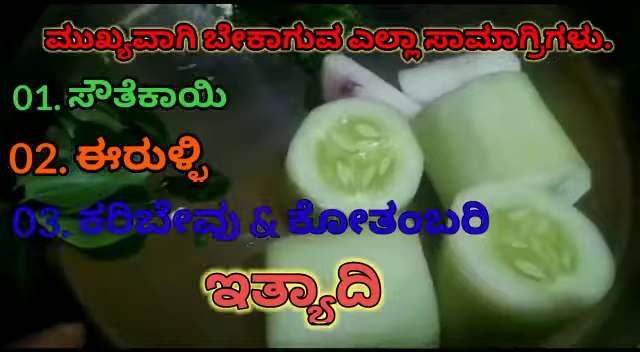 ಮುಖ್ಯವಾಗಿ ಬೇಕಾಗುವ ಎಲ್ಲಾ ಸಾಮಾಗ್ರಿಗಳು.
01. ಸೌತೆಕಾಯಿ
02. ಈರುಳ್ಳಿ
03. ಕರಿಬೇವು & ಕೋತಂಬರಿ
ಇತ್ಯಾದಿ